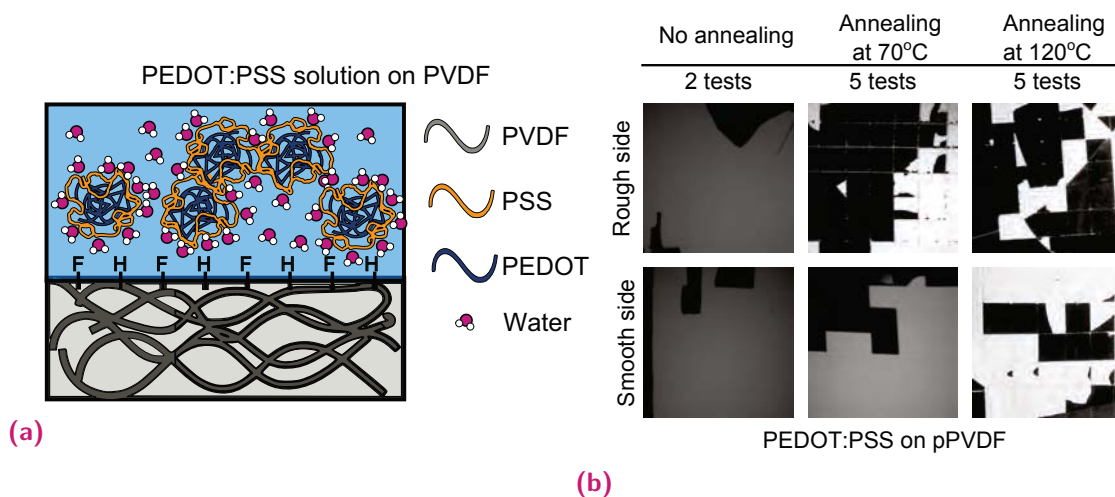 PEDOT:PSS solution on PVDF
F H F H F H F H
PVDF
PSS
PEDOT
Water
(a)
No annealing
Annealing
at 70°C
Annealing
at 120°C
2 tests
5 tests
5 tests
Rough side
Smooth side
PEDOT:PSS on pPVDF
(b)